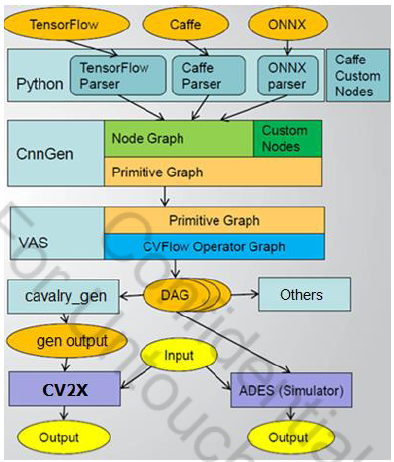 TensorFlow
Caffe
ONNX
Python
TensorFlow
Parser
Caffe
Parser
ONNX
parser
Caffe
Custom
Nodes
CnnGen
Node Graph
Custom
Nodes
Primitive Graph
VAS
Primitive Graph
CVFlow Operator Graph
cavalry_gen
DAG
Others
gen output
Input
CV2X
ADES (Simulator)
Output
Output
Confidential
For Untouch